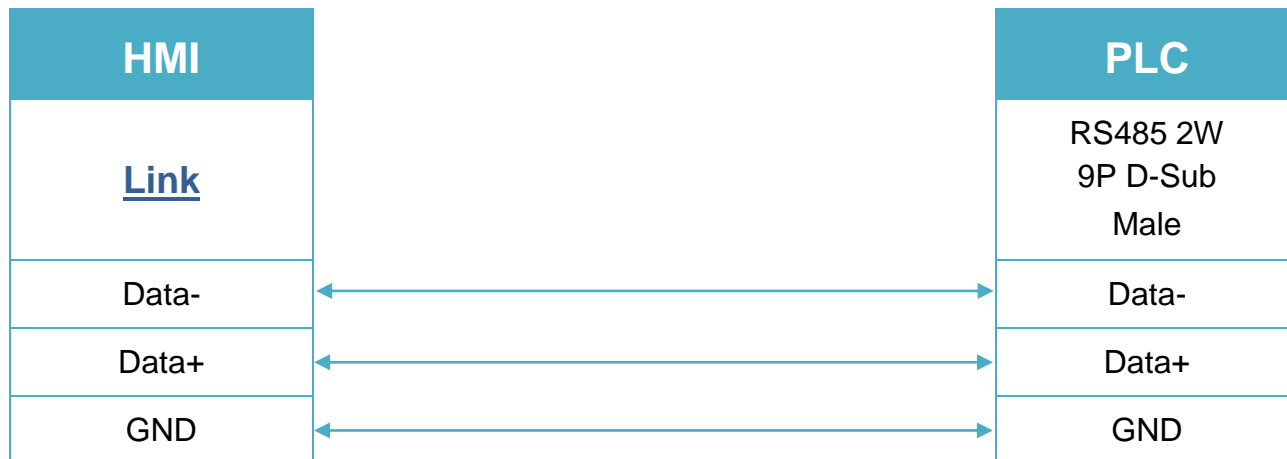 HMI
PLC
Link
RS485 2W
9P D-Sub
Male
Data-
Data-
Data+
Data+
GND
GND